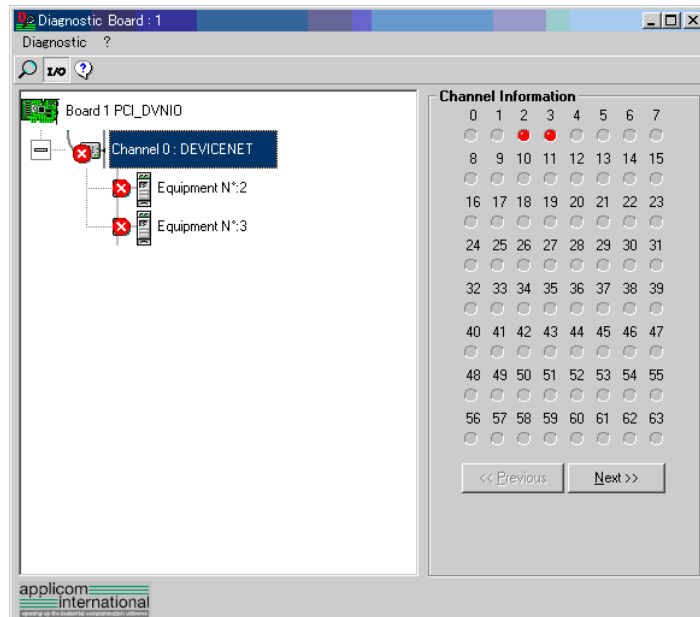 Diagnostic Board : 1
Diagnostic ?
I/O
Board 1 PCI_DVNIO
Channel 0 : DEVICENET
Equipment N°:2
Equipment N°:3
Channel Information
0 1 2 3 4 5 6 7
8 9 10 11 12 13 14 15
16 17 18 19 20 21 22 23
24 25 26 27 28 29 30 31
32 33 34 35 36 37 38 39
40 41 42 43 44 45 46 47
48 49 50 51 52 53 54 55
56 57 58 59 60 61 62 63
<< Previous
Next >>
applicom
international